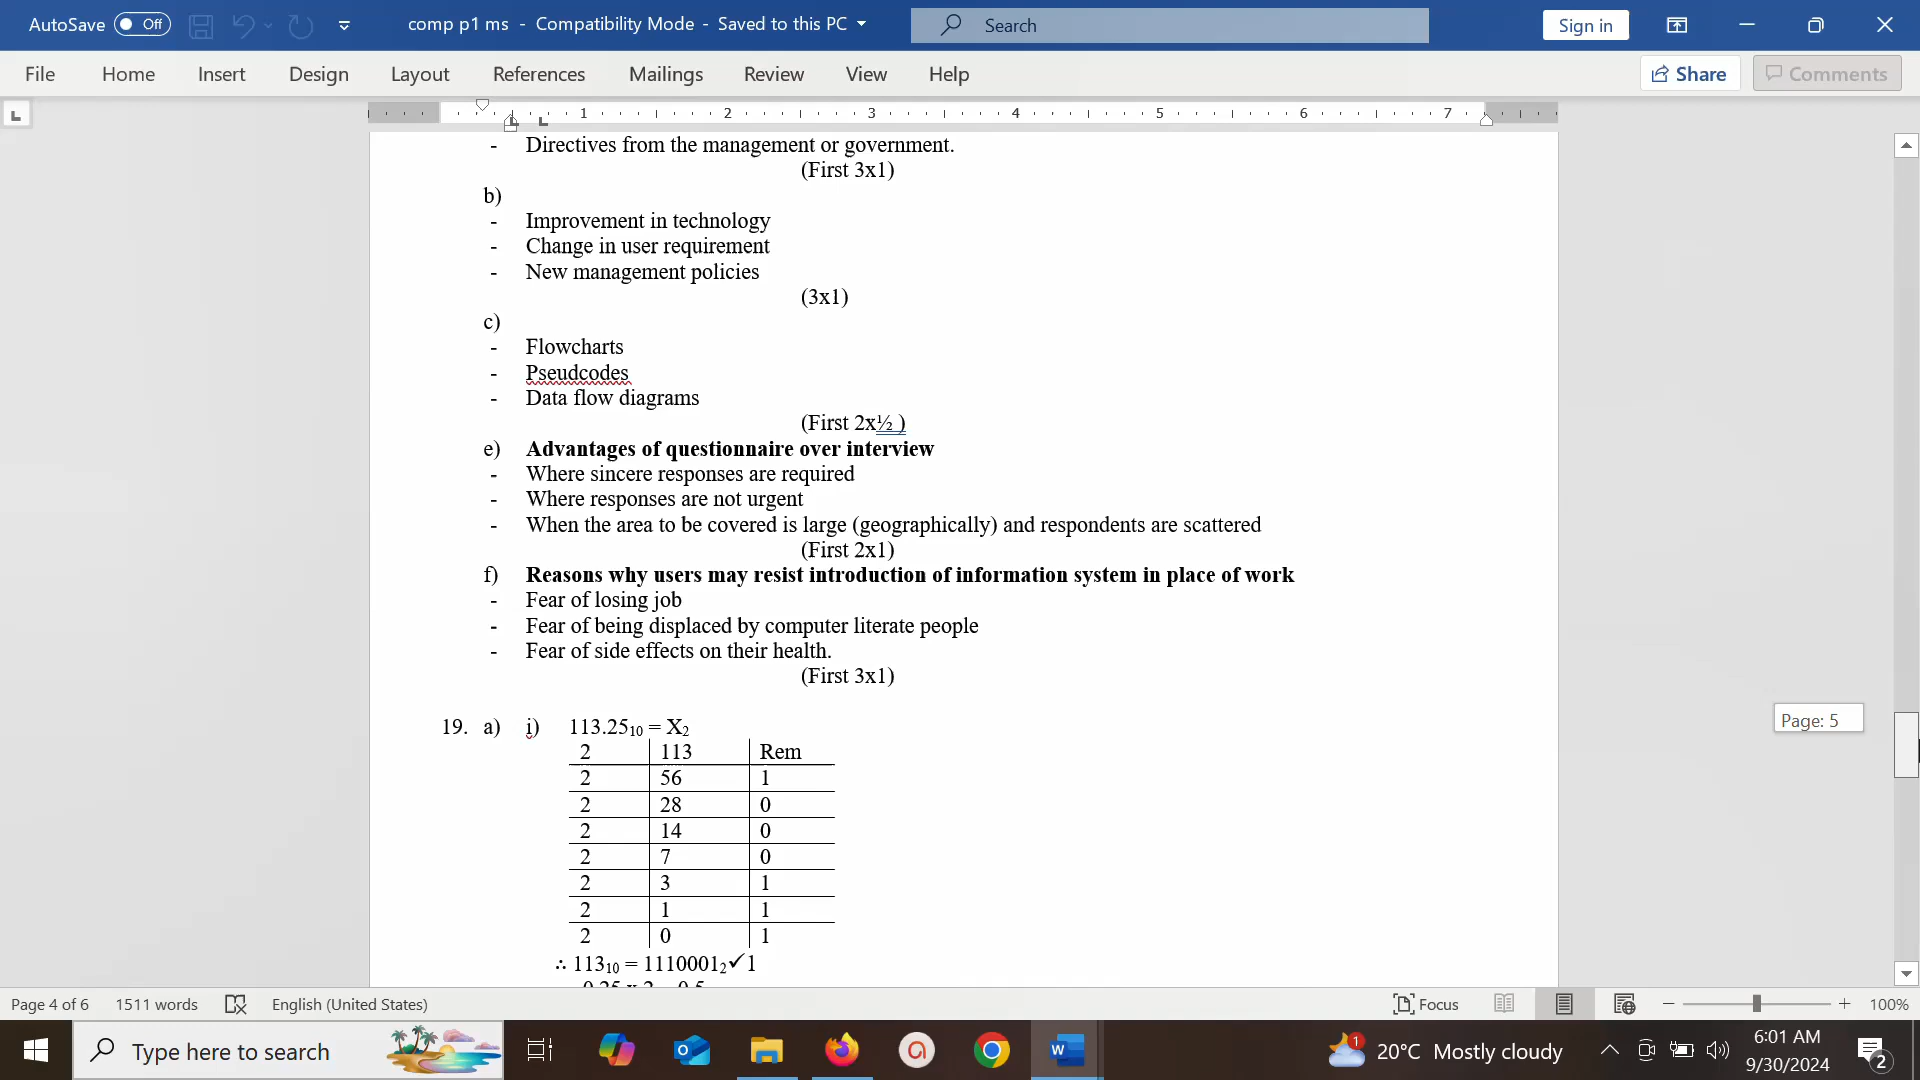 AutoSave Off comp p1 ms - Compatibility Mode - Saved to this PC Search Sign in
File Home Insert Design Layout References Mailings Review View Help Share Comments
1 2 3 4 5 6 7
- Directives from the management or government.
(First 3x1)
b)
- Improvement in technology
- Change in user requirement
- New management policies
(3x1)
c)
- Flowcharts
- Pseudcodes
- Data flow diagrams
(First 2x½ )
e) Advantages of questionnaire over interview
- Where sincere responses are required
- Where responses are not urgent
- When the area to be covered is large (geographically) and respondents are scattered
(First 2x1)
f) Reasons why users may resist introduction of information system in place of work
- Fear of losing job
- Fear of being displaced by computer literate people
- Fear of side effects on their health.
(First 3x1)
Page: 5
19. a) i) 113.25₁₀ = X₂
2 113 Rem
2 56 1
2 28 0
2 14 0
2 7 0
2 3 1
2 1 1
2 0 1
∴ 113₁₀ = 1110001₂✓1
Page 4 of 6 1511 words English (United States) Focus 100%
Type here to search 1 20°C Mostly cloudy 6:01 AM
9/30/2024 2